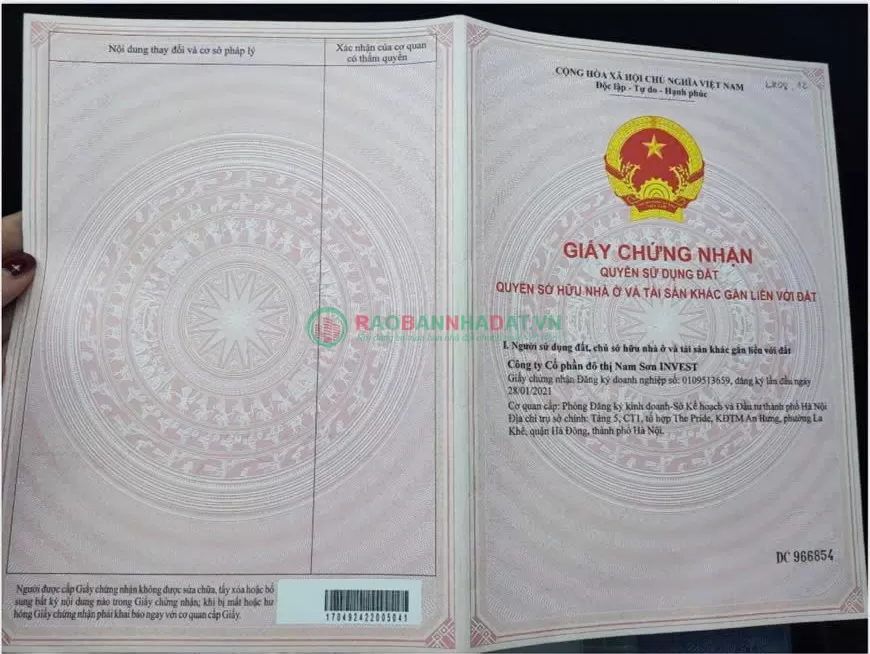 Nội dung thay đổi và cơ sở pháp lý
Xác nhận của cơ quan
có thẩm quyền
Người được cấp Giấy chứng nhận không được sửa chữa, tẩy xóa hoặc bổ
sung bất kỳ nội dung nào trong Giấy chứng nhận; khi bị mất hoặc hư
hỏng Giấy chứng nhận phải khai báo ngay với cơ quan cấp Giấy.
170492422005041
CỘNG HÒA XÃ HỘI CHỦ NGHĨA VIỆT NAM
Độc lập - Tự do - Hạnh phúc
GIẤY CHỨNG NHẬN
QUYỀN SỬ DỤNG ĐẤT
QUYỀN SỞ HỮU NHÀ Ở VÀ TÀI SẢN KHÁC GẮN LIỀN VỚI ĐẤT
RAOBANNHADAT.VN
I. Người sử dụng đất, chủ sở hữu nhà ở và tài sản khác gắn liền với đất
Công ty Cổ phần đô thị Nam Sơn INVEST
Giấy chứng nhận Đăng ký doanh nghiệp số: 0109513659, đăng ký lần đầu ngày
28/01/2021
Cơ quan cấp: Phòng Đăng ký kinh doanh-Sở Kế hoạch và Đầu tư thành phố Hà Nội
Địa chỉ trụ sở chính: Tầng 5, CT1, tổ hợp The Pride, KĐTM An Hưng, phường La
Khê, quận Hà Đông, thành phố Hà Nội.
DC 966854